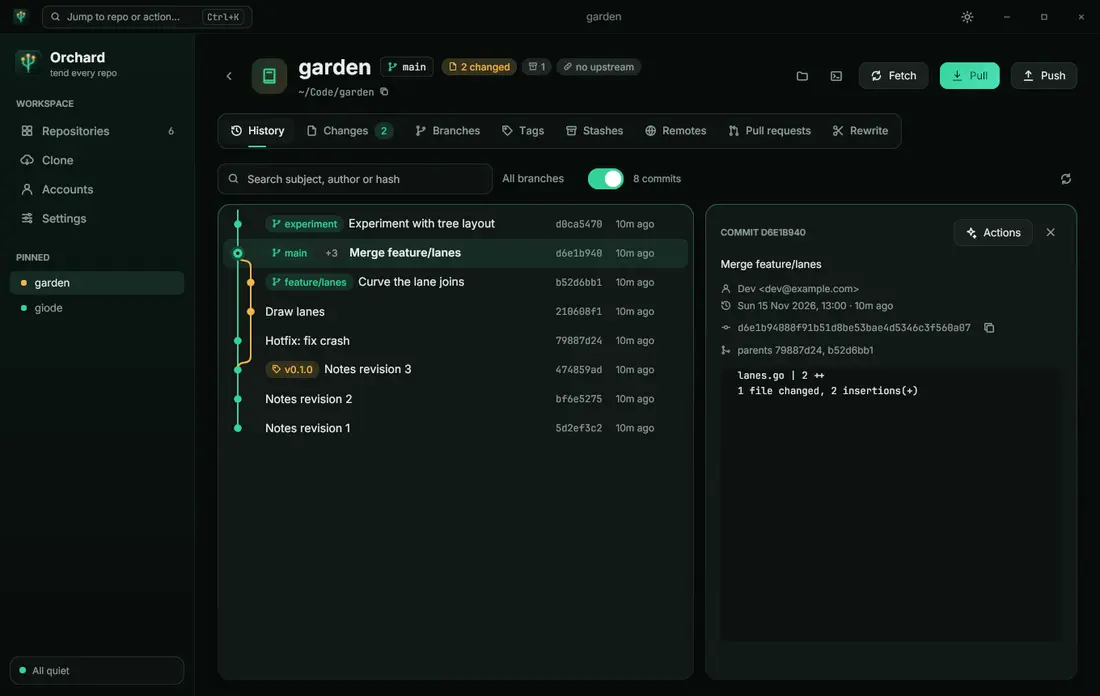 Jump to repo or action... Ctrl+K
garden
Orchard
tend every repo
WORKSPACE
Repositories 6
Clone
Accounts
Settings
PINNED
garden
giode
All quiet
garden main 2 changed 1 no upstream
~/Code/garden
Fetch Pull Push
History Changes 2 Branches Tags Stashes Remotes Pull requests Rewrite
Search subject, author or hash All branches 8 commits
experiment Experiment with tree layout d0ca5470 10m ago
main +3 Merge feature/lanes d6e1b940 10m ago
feature/lanes Curve the lane joins b52d6bb1 10m ago
Draw lanes 210608f1 10m ago
Hotfix: fix crash 79887d24 10m ago
v0.1.0 Notes revision 3 474859ad 10m ago
Notes revision 2 bf6e5275 10m ago
Notes revision 1 5d2ef3c2 10m ago
COMMIT D6E1B940 Actions
Merge feature/lanes
Dev <dev@example.com>
Sun 15 Nov 2026, 13:00 · 10m ago
d6e1b94088f91b51d8be53bae4d5346c3f560a07
parents 79887d24, b52d6bb1
lanes.go | 2 ++
1 file changed, 2 insertions(+)